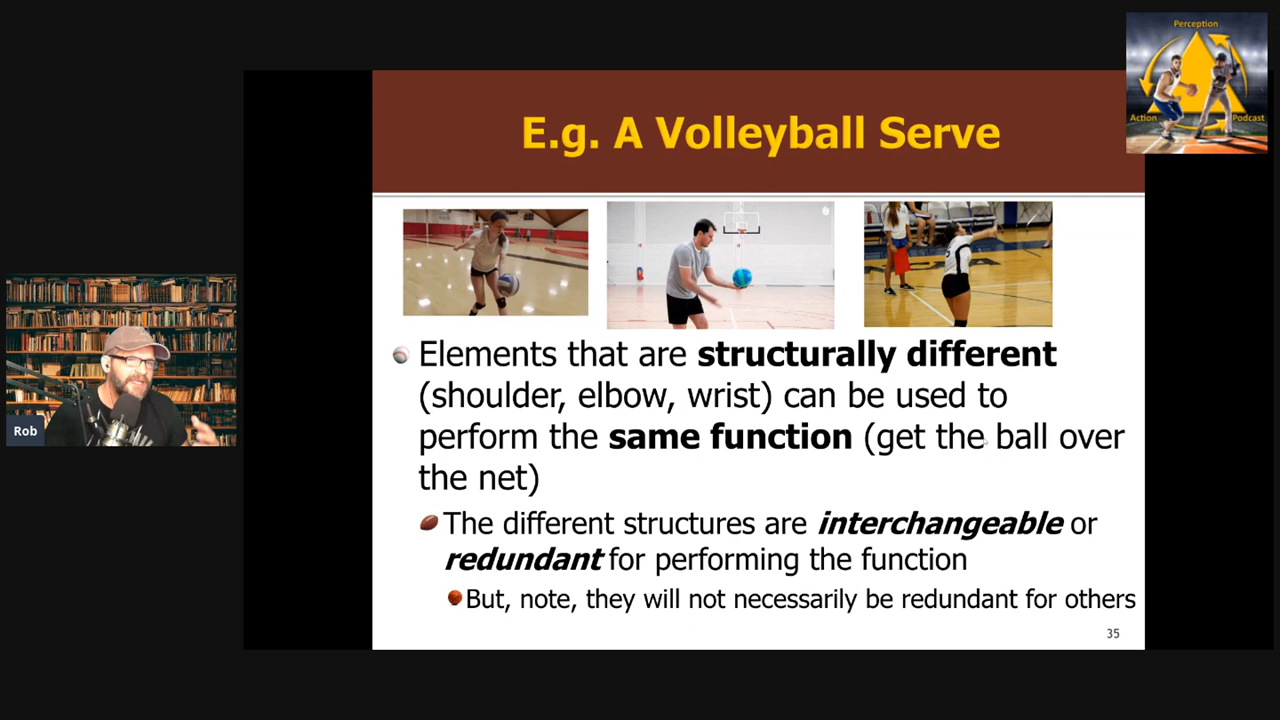 Perception
Action
Podcast
E.g. A Volleyball Serve
Elements that are structurally different
(shoulder, elbow, wrist) can be used to
perform the same function (get the ball over
the net)
The different structures are interchangeable or
redundant for performing the function
But, note, they will not necessarily be redundant for others
35
Rob